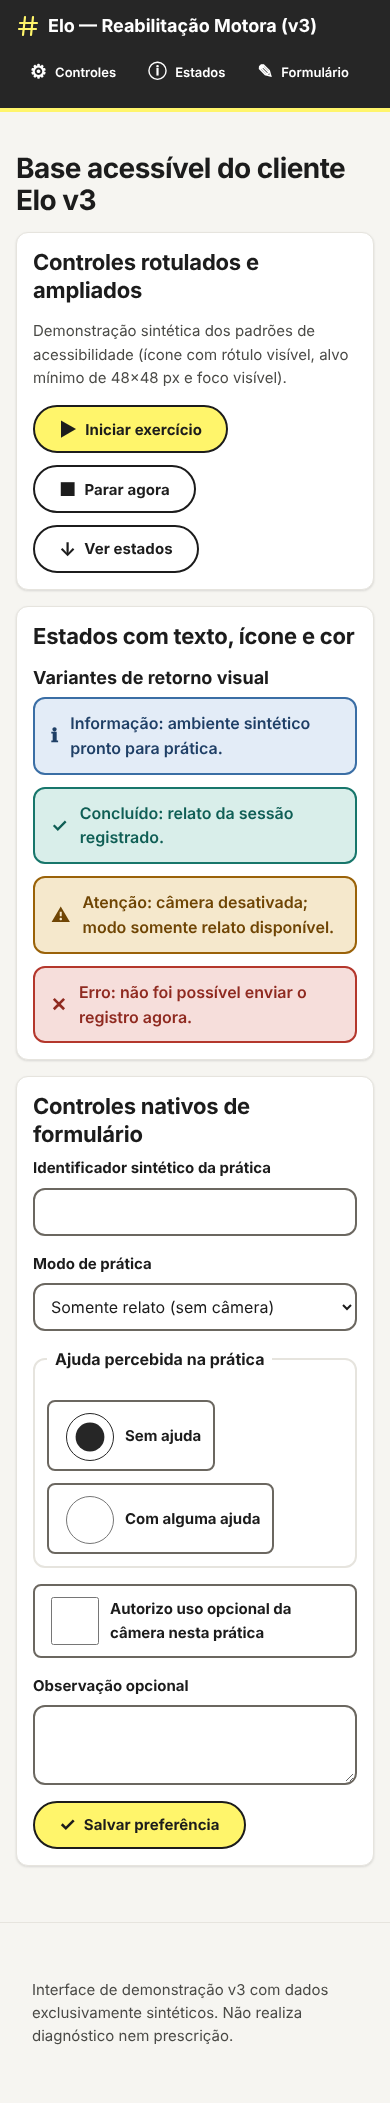 # Elo — Reabilitação Motora (v3)
⚙ Controles ⓘ Estados ✎ Formulário
Base acessível do cliente
Elo v3
Controles rotulados e
ampliados
Demonstração sintética dos padrões de
acessibilidade (ícone com rótulo visível, alvo
mínimo de 48×48 px e foco visível).
▶ Iniciar exercício
■ Parar agora
↓ Ver estados
Estados com texto, ícone e cor
Variantes de retorno visual
ℹ Informação: ambiente sintético
pronto para prática.
✓ Concluído: relato da sessão
registrado.
⚠ Atenção: câmera desativada;
modo somente relato disponível.
✕ Erro: não foi possível enviar o
registro agora.
Controles nativos de
formulário
Identificador sintético da prática
Modo de prática
Somente relato (sem câmera)
Ajuda percebida na prática
Sem ajuda
Com alguma ajuda
Autorizo uso opcional da
câmera nesta prática
Observação opcional
✓ Salvar preferência
Interface de demonstração v3 com dados
exclusivamente sintéticos. Não realiza
diagnóstico nem prescrição.